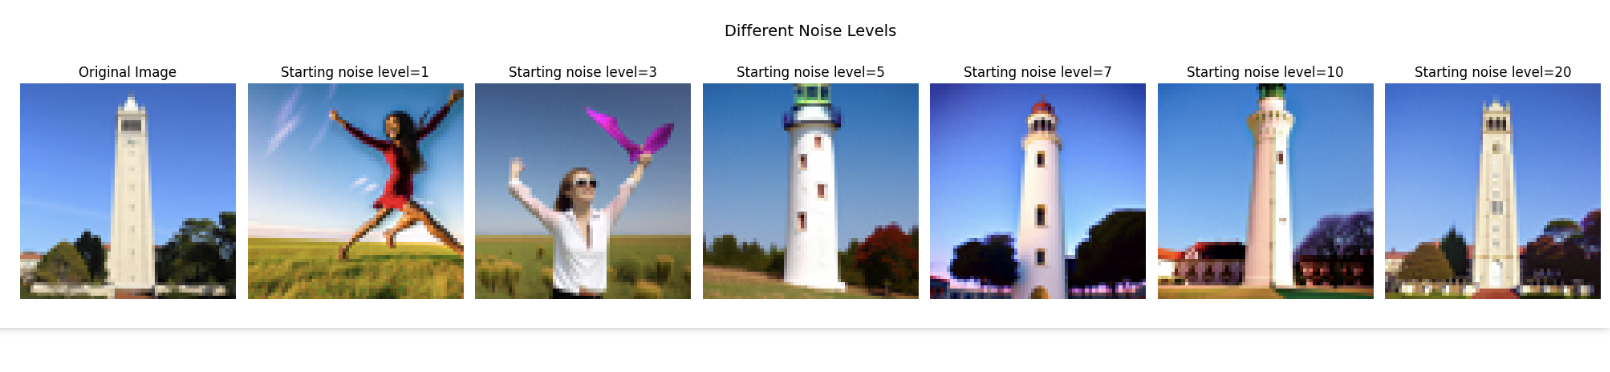 Different Noise Levels
Original Image
Starting noise level=1
Starting noise level=3
Starting noise level=5
Starting noise level=7
Starting noise level=10
Starting noise level=20